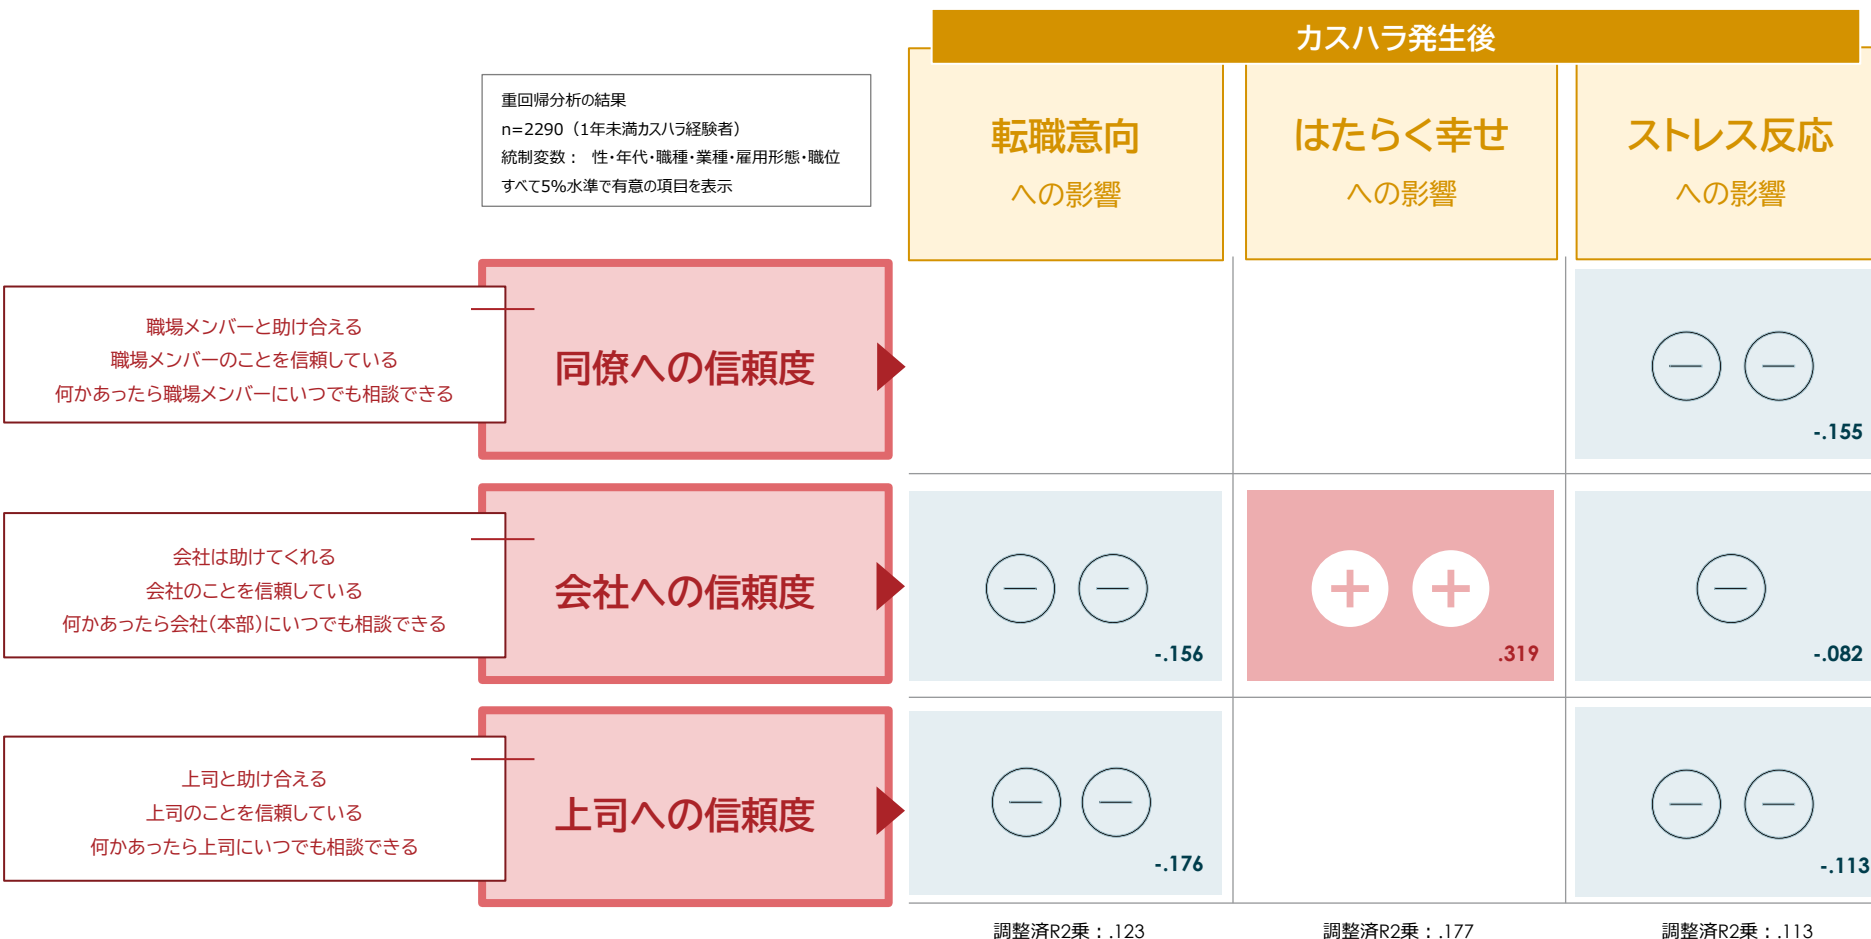 カスハラ発生後
重回帰分析の結果
n=2290（1年未満カスハラ経験者）
統制変数： 性・年代・職種・業種・雇用形態・職位
すべて5%水準で有意の項目を表示
転職意向
への影響
はたらく幸せ
への影響
ストレス反応
への影響
職場メンバーと助け合える
職場メンバーのことを信頼している
何かあったら職場メンバーにいつでも相談できる
同僚への信頼度
-.155
会社は助けてくれる
会社のことを信頼している
何かあったら会社（本部）にいつでも相談できる
会社への信頼度
-.156
.319
-.082
上司と助け合える
上司のことを信頼している
何かあったら上司にいつでも相談できる
上司への信頼度
-.176
-.113
調整済R2乗：.123
調整済R2乗：.177
調整済R2乗：.113